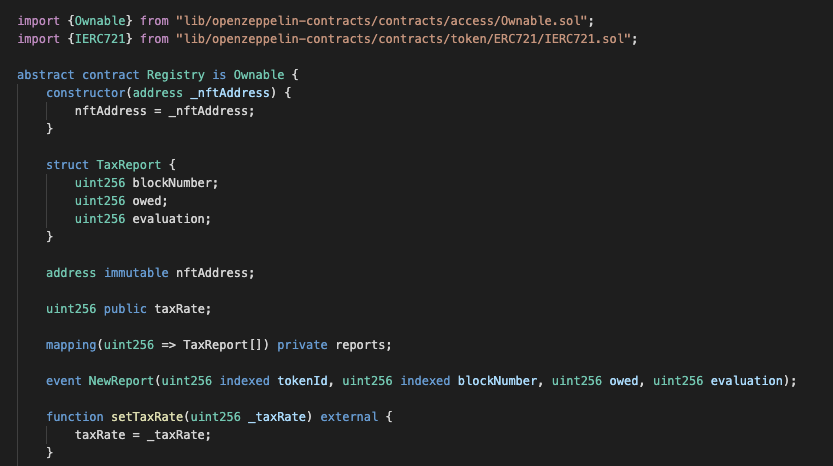 import {Ownable} from "lib/openzeppelin-contracts/contracts/access/Ownable.sol";
import {IERC721} from "lib/openzeppelin-contracts/contracts/token/ERC721/IERC721.sol";

abstract contract Registry is Ownable {
    constructor(address _nftAddress) {
        nftAddress = _nftAddress;
    }

    struct TaxReport {
        uint256 blockNumber;
        uint256 owed;
        uint256 evaluation;
    }

    address immutable nftAddress;

    uint256 public taxRate;

    mapping(uint256 => TaxReport[]) private reports;

    event NewReport(uint256 indexed tokenId, uint256 indexed blockNumber, uint256 owed, uint256 evaluation);

    function setTaxRate(uint256 _taxRate) external {
        taxRate = _taxRate;
    }